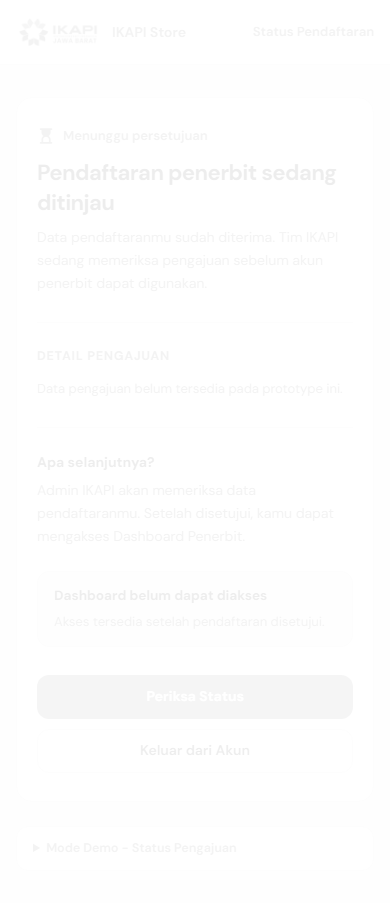 IKAPI
IKAPI Store
Status Pendaftaran
Menunggu persetujuan
Pendaftaran penerbit sedang
ditinjau
Data pendaftaranmu sudah diterima. Tim IKAPI
sedang memeriksa pengajuan sebelum akun
penerbit dapat digunakan.
DETAIL PENGAJUAN
Data pengajuan belum tersedia pada prototype ini.
Apa selanjutnya?
Admin IKAPI akan memeriksa data
pendaftaranmu. Setelah disetujui, kamu dapat
mengakses Dashboard Penerbit.
Dashboard belum dapat diakses
Akses tersedia setelah pendaftaran disetujui.
Periksa Status
Keluar dari Akun
Mode Demo - Status Pengajuan